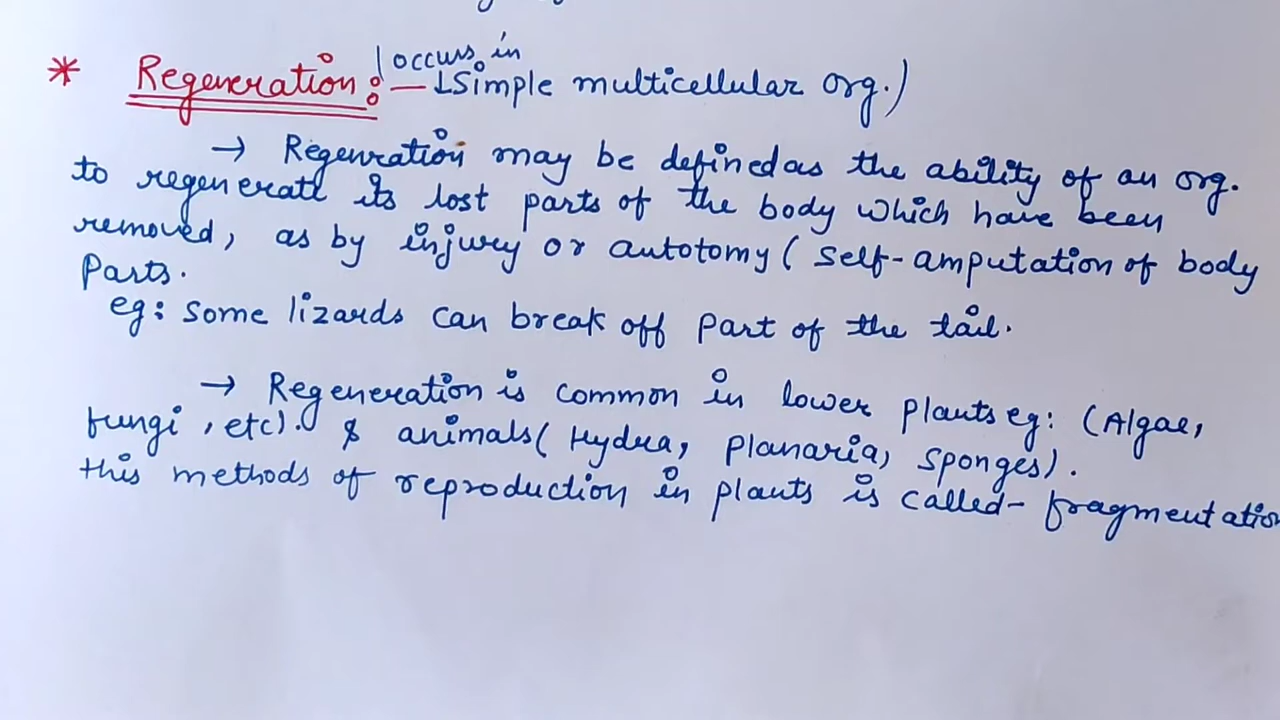 occurs in
* Regeneration : — Simple multicellular org.)
→ Regenration may be defined as the ability of an org.
to regenerate its lost parts of the body which have been
removed, as by injury or autotomy ( self-amputation of body
Parts.
eg: some lizards can break off part of the tail.
→ Regeneration is common in lower plants eg: (Algae,
fungi , etc). & animals ( Hydra, Planaria, sponges).
this methods of reproduction in plants is called - fragmentation